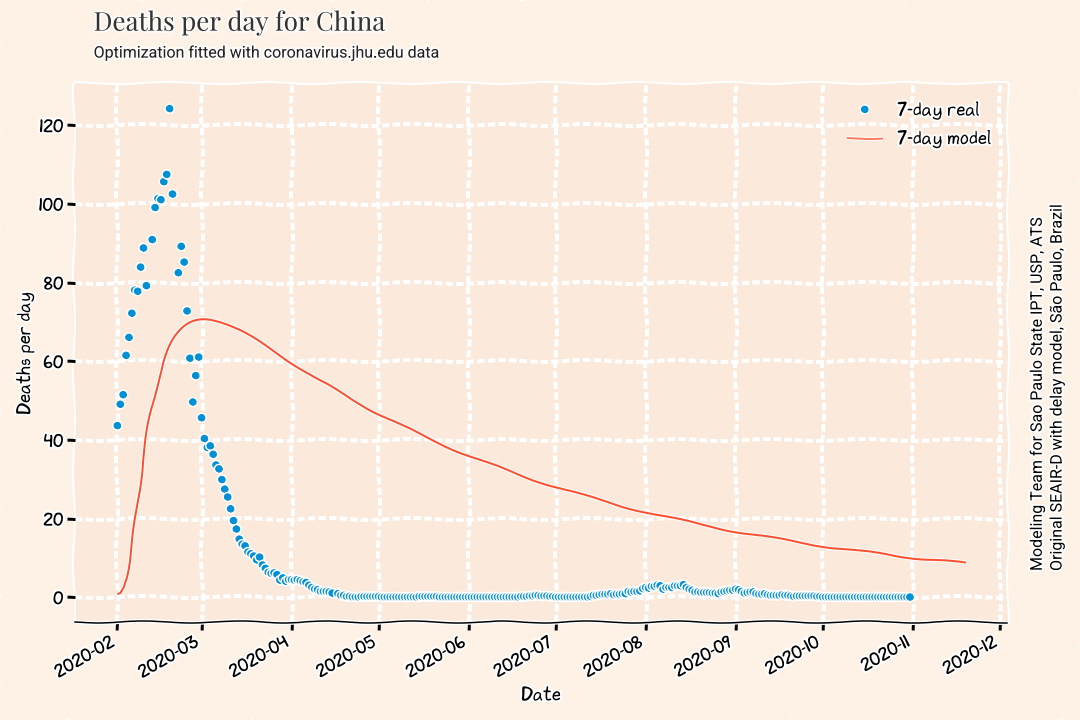 Deaths per day for China
Optimization fitted with coronavirus.jhu.edu data
7-day real
7-day model
120
100
80
60
40
20
0
Deaths per day
2020-02
2020-03
2020-04
2020-05
2020-06
2020-07
2020-08
2020-09
2020-10
2020-11
2020-12
Date
Modeling Team for Sao Paulo State IPT, USP, ATS
Original SEAIR-D with delay model, São Paulo, Brazil